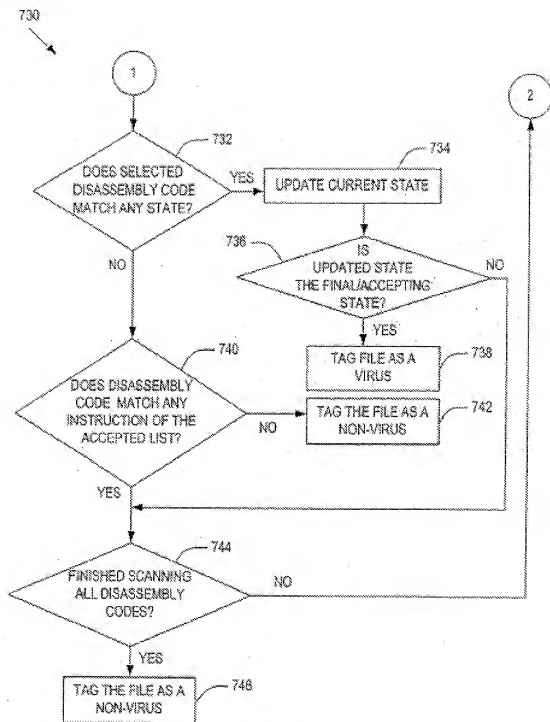 730
1
2
732
DOES SELECTED
DISASSEMBLY CODE
MATCH ANY STATE?
YES
734
UPDATE CURRENT STATE
NO
736
IS
UPDATED STATE
THE FINAL/ACCEPTING
STATE?
NO
YES
738
TAG FILE AS A
VIRUS
740
DOES DISASSEMBLY
CODE MATCH ANY
INSTRUCTION OF THE
ACCEPTED LIST?
NO
742
TAG THE FILE AS A
NON-VIRUS
YES
744
FINISHED SCANNING
ALL DISASSEMBLY
CODES?
NO
YES
746
TAG THE FILE AS A
NON-VIRUS